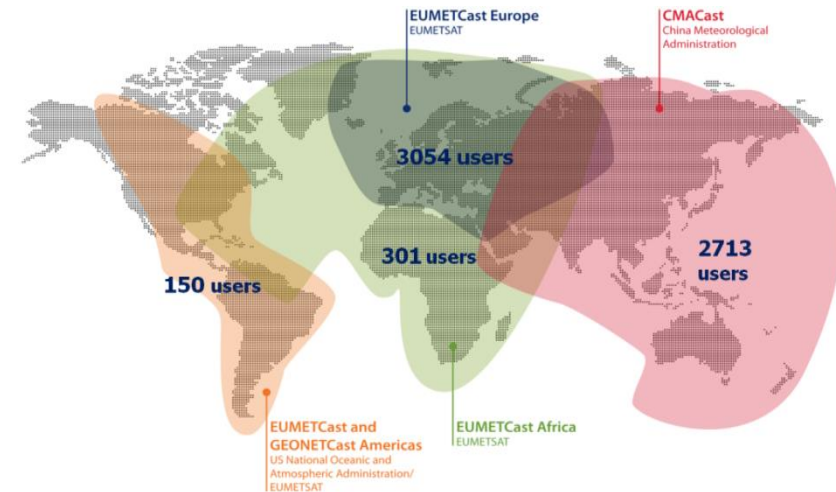 EUMETCast Europe
EUMETSAT
CMACast
China Meteorological
Administration
3054 users
301 users
150 users
2713
users
EUMETCast and
GEONETCast Americas
US National Oceanic and
Atmospheric Administration/
EUMETSAT
EUMETCast Africa
EUMETSAT